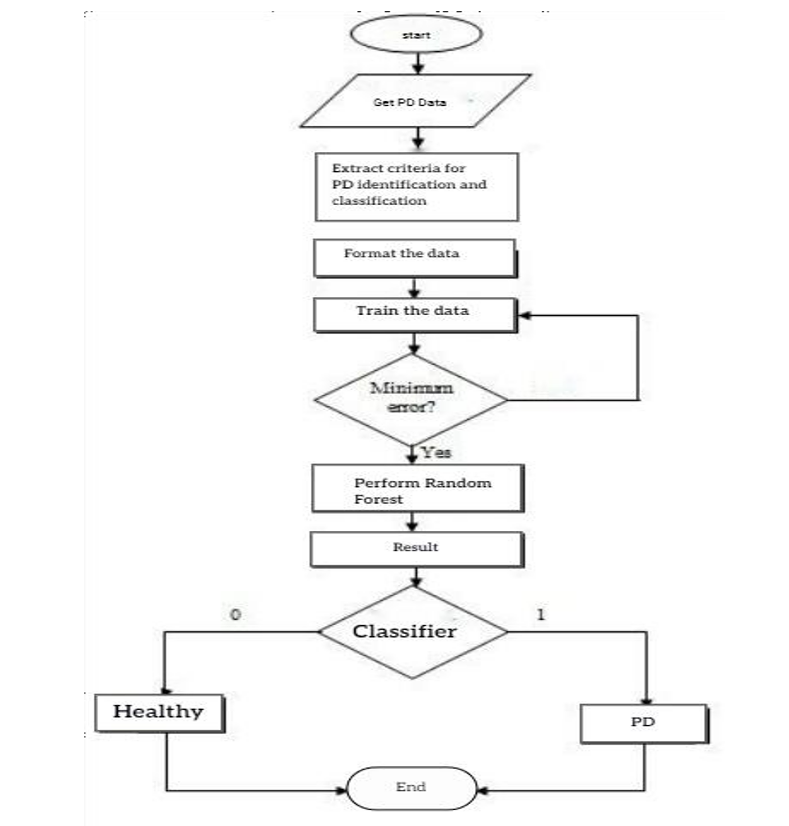 start
Get PD Data
Extract criteria for
PD identification and
classification
Format the data
Train the data
Minimum
error?
Yes
Perform Random
Forest
Result
Classifier
0
1
Healthy
PD
End